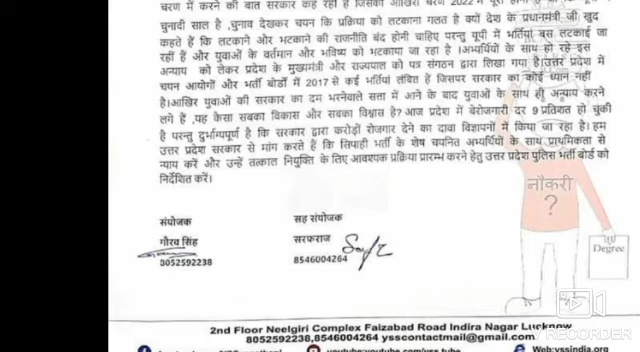 चरण में करने की बात सरकार कह रही है जिसका आखिरी चरण 2022 में
चुनावी साल है ,चुनाव देखकर चयन कि प्रक्रिया को लटकाना गलत है क्यों देश के प्रधानमंत्री जी खुद
कहते हैं कि लटकाने और भटकाने की राजनीति बंद होनी चाहिए परन्तु यूपी में भर्तियां बस लटकाई जा
रहीं हैं और युवाओं के वर्तमान और भविष्य को भटकाया जा रहा है ।अभ्यर्थियों के साथ हो रहे इस
अन्याय को लेकर प्रदेश के मुख्यमंत्री और राज्यपाल को पत्र संगठन द्वारा लिखा गया है।उत्तर प्रदेश में
चयन आयोगों और भर्ती बोर्डों में 2017 से कई भर्तियां लंबित हैं जिसपर सरकार का कोई ध्यान नहीं
है।आखिर युवाओं की सरकार का दम भरनेवाले सत्ता में आने के बाद युवाओं के साथ ही अन्याय करने
लगे हैं ,यह कैसा सबका विकास और सबका विश्वास है? आज प्रदेश में बेरोजगारी दर 9 प्रतिशत हो चुकी
है परन्तु दुर्भाग्यपूर्ण है कि सरकार द्वारा करोड़ों रोजगार देने का दावा विज्ञापनों में किया जा रहा है। हम
उत्तर प्रदेश सरकार से मांग करते हैं कि सिपाही भर्ती के शेष चयनित अभ्यर्थियों के साथ प्राथमिकता से
न्याय करें और उन्हें तत्काल नियुक्ति के लिए आवश्यक प्रक्रिया प्रारम्भ करने हेतु उत्तर प्रदेश पुलिस भर्ती बोर्ड को
निर्देशित करें।
नौकरी
?
Degree
संयोजक
सह संयोजक
गौरव सिंह
सरफराज
8052592238
8546004264
RECORDER
2nd Floor Neelgiri Complex Faizabad Road Indira Nagar Lucknow
8052592238,8546004264 ysscontactmail@gmail.com
youtube:youtube.com/yss tube
Web:yssindia.org